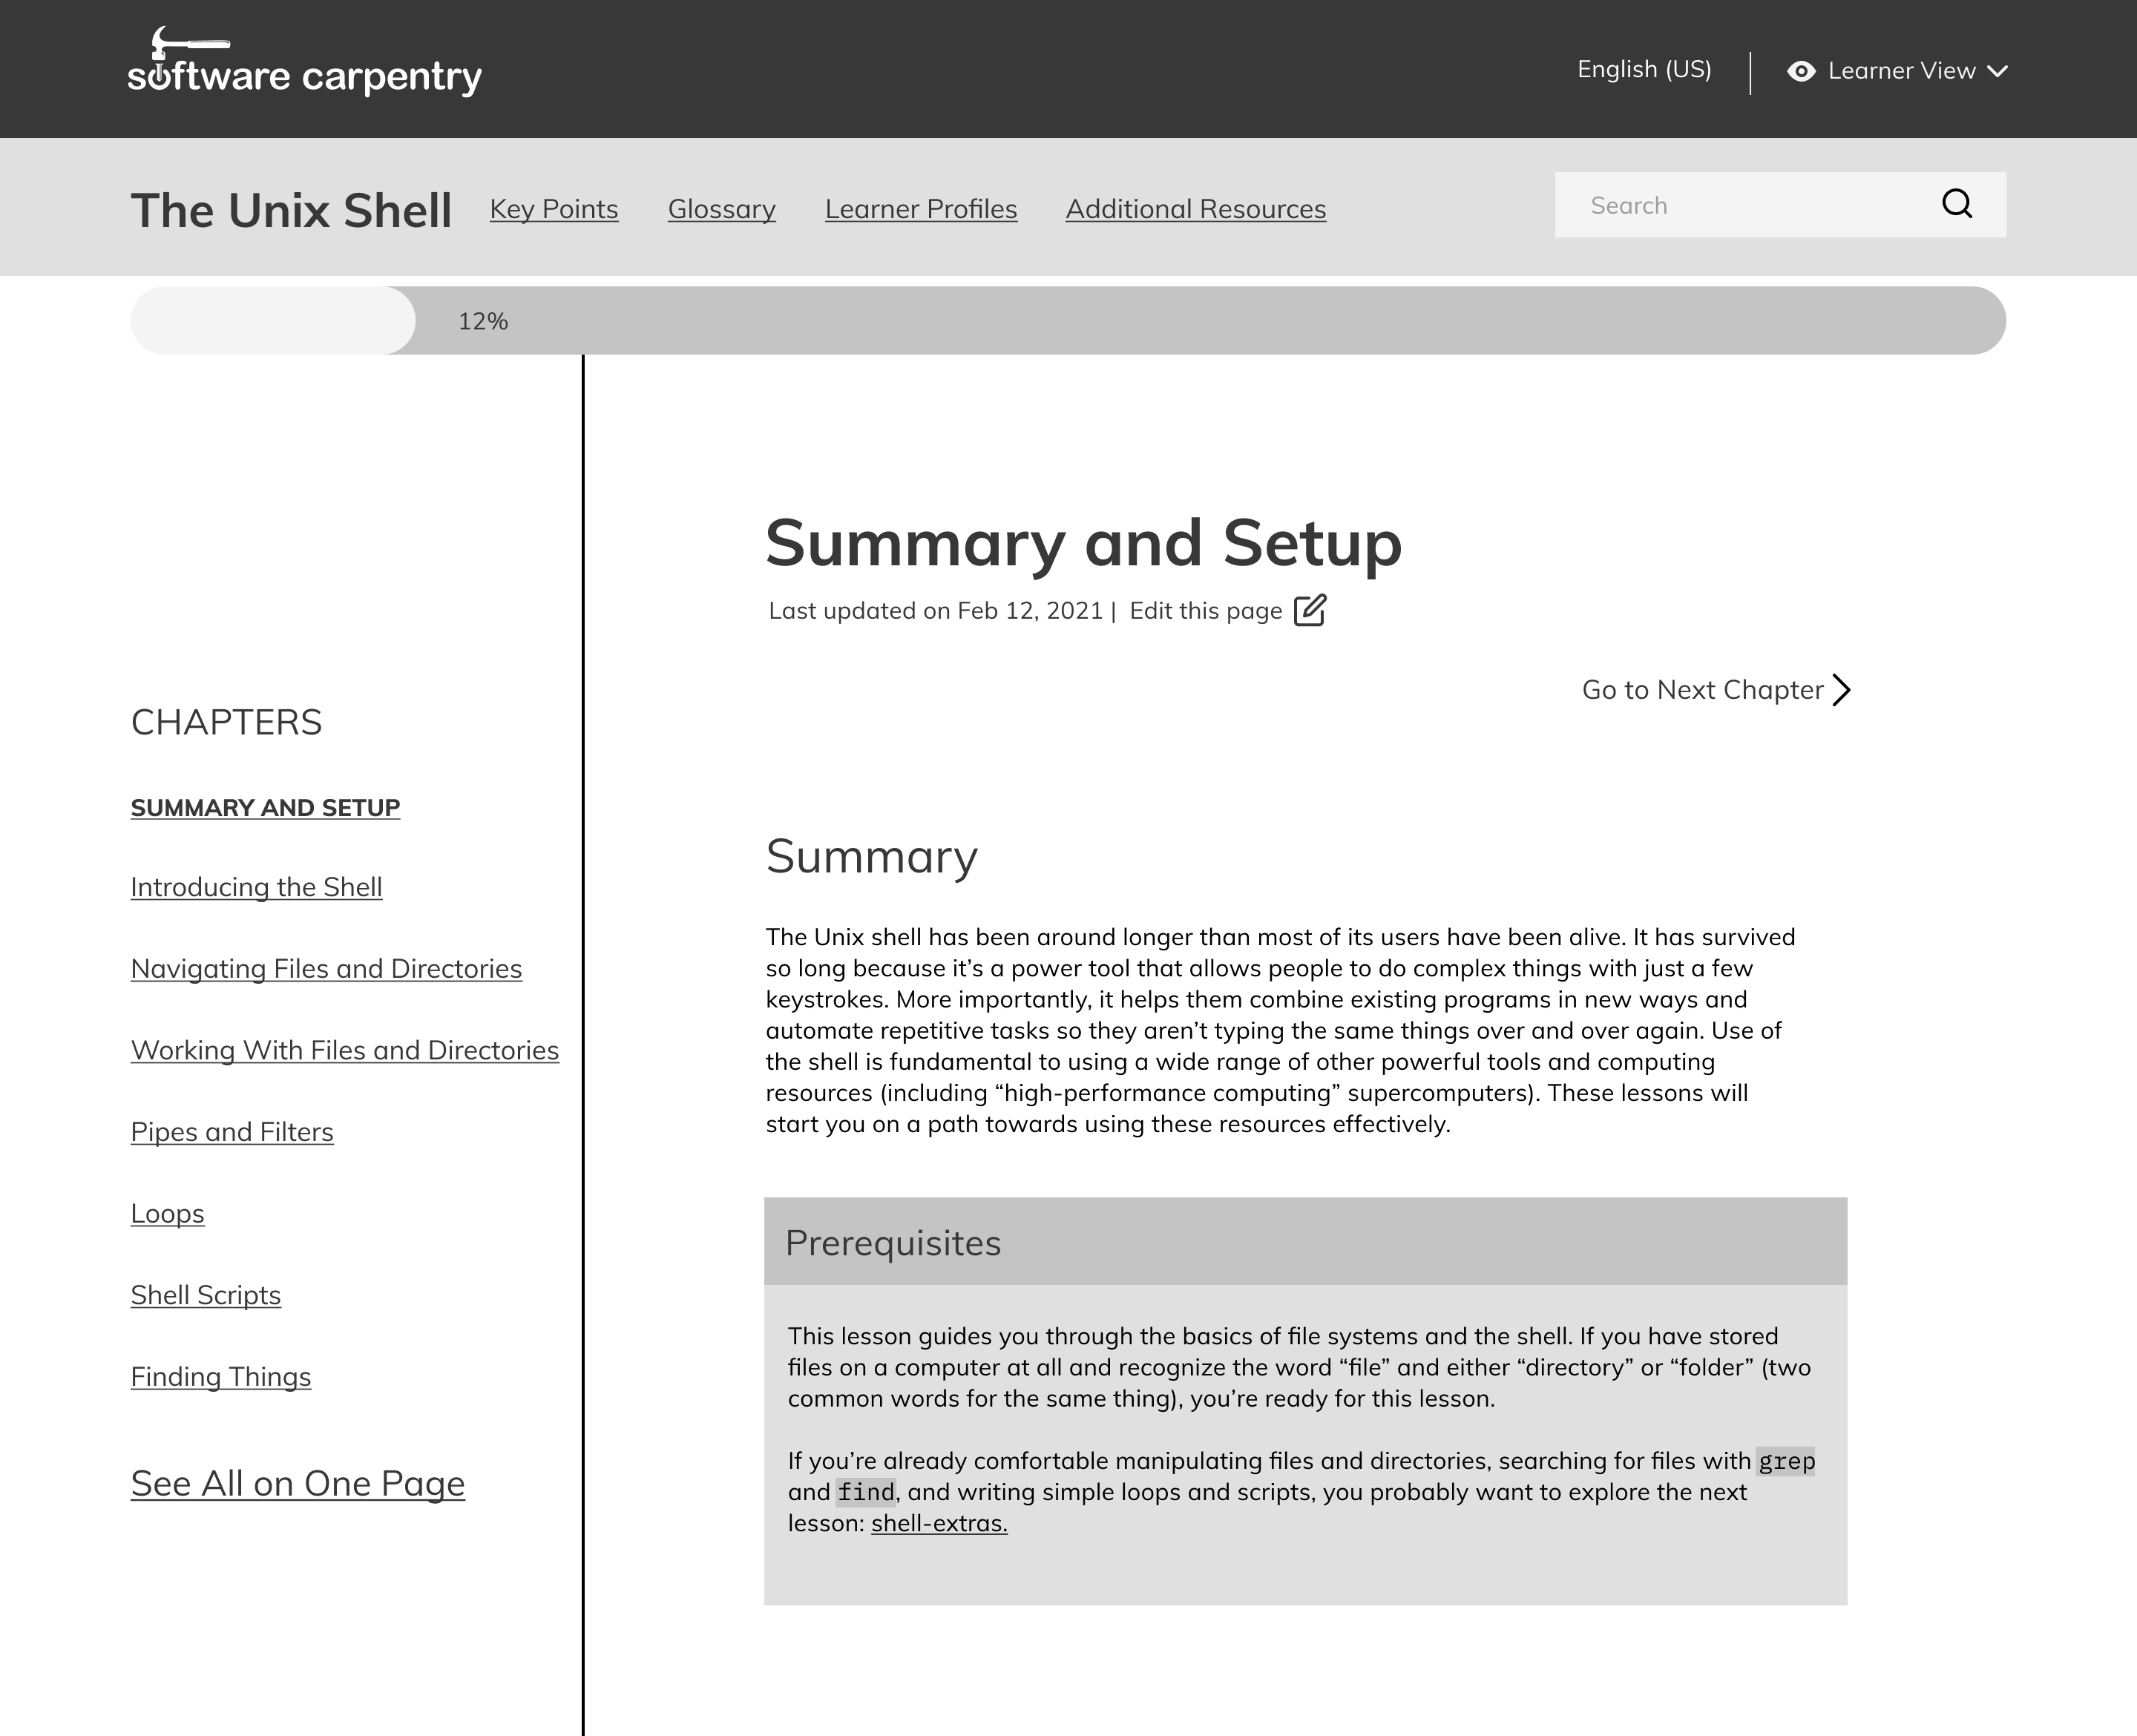 software carpentry
English (US)
Learner View
The Unix Shell
Key Points
Glossary
Learner Profiles
Additional Resources
Search
12%
Summary and Setup
Last updated on Feb 12, 2021 | Edit this page
Go to Next Chapter
CHAPTERS
SUMMARY AND SETUP
Introducing the Shell
Navigating Files and Directories
Working With Files and Directories
Pipes and Filters
Loops
Shell Scripts
Finding Things
See All on One Page
Summary
The Unix shell has been around longer than most of its users have been alive. It has survived
so long because it’s a power tool that allows people to do complex things with just a few
keystrokes. More importantly, it helps them combine existing programs in new ways and
automate repetitive tasks so they aren’t typing the same things over and over again. Use of
the shell is fundamental to using a wide range of other powerful tools and computing
resources (including “high-performance computing” supercomputers). These lessons will
start you on a path towards using these resources effectively.
Prerequisites
This lesson guides you through the basics of file systems and the shell. If you have stored
files on a computer at all and recognize the word “file” and either “directory” or “folder” (two
common words for the same thing), you’re ready for this lesson.
If you’re already comfortable manipulating files and directories, searching for files with grep
and find, and writing simple loops and scripts, you probably want to explore the next
lesson: shell-extras.